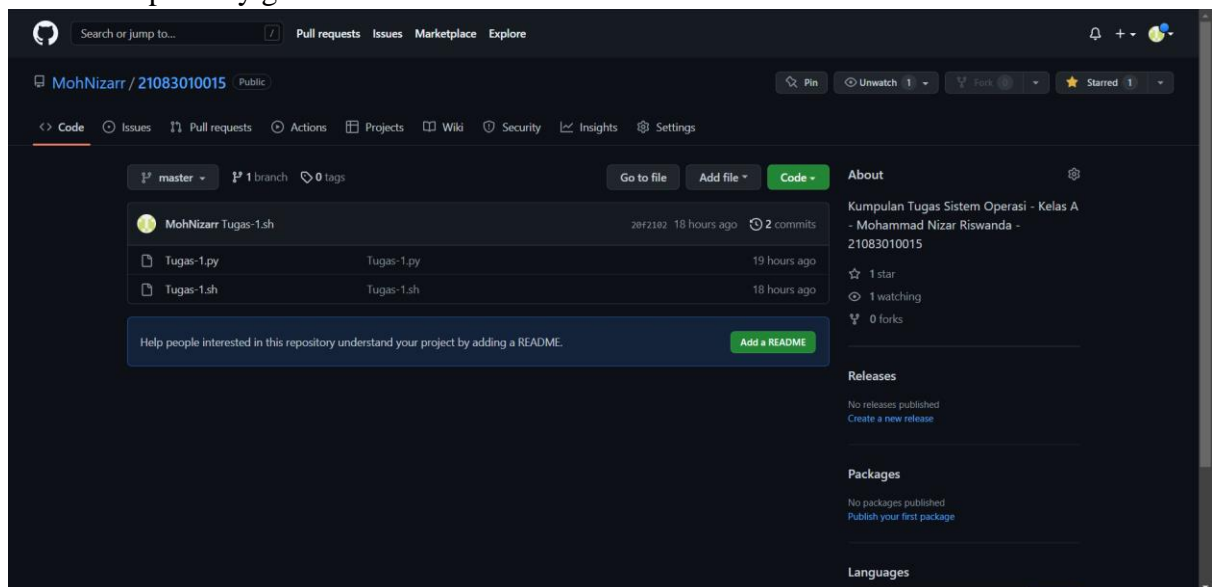 Search or jump to... / Pull requests Issues Marketplace Explore
MohNizarr / 21083010015 Public Pin Unwatch 1 Fork 0 Starred 1
<> Code Issues Pull requests Actions Projects Wiki Security Insights Settings
master 1 branch 0 tags Go to file Add file Code
MohNizarr Tugas-1.sh 20f2102 18 hours ago 2 commits
Tugas-1.py Tugas-1.py 19 hours ago
Tugas-1.sh Tugas-1.sh 18 hours ago
Help people interested in this repository understand your project by adding a README. Add a README
About
Kumpulan Tugas Sistem Operasi - Kelas A
- Mohammad Nizar Riswanda -
21083010015
1 star
1 watching
0 forks
Releases
No releases published
Create a new release
Packages
No packages published
Publish your first package
Languages